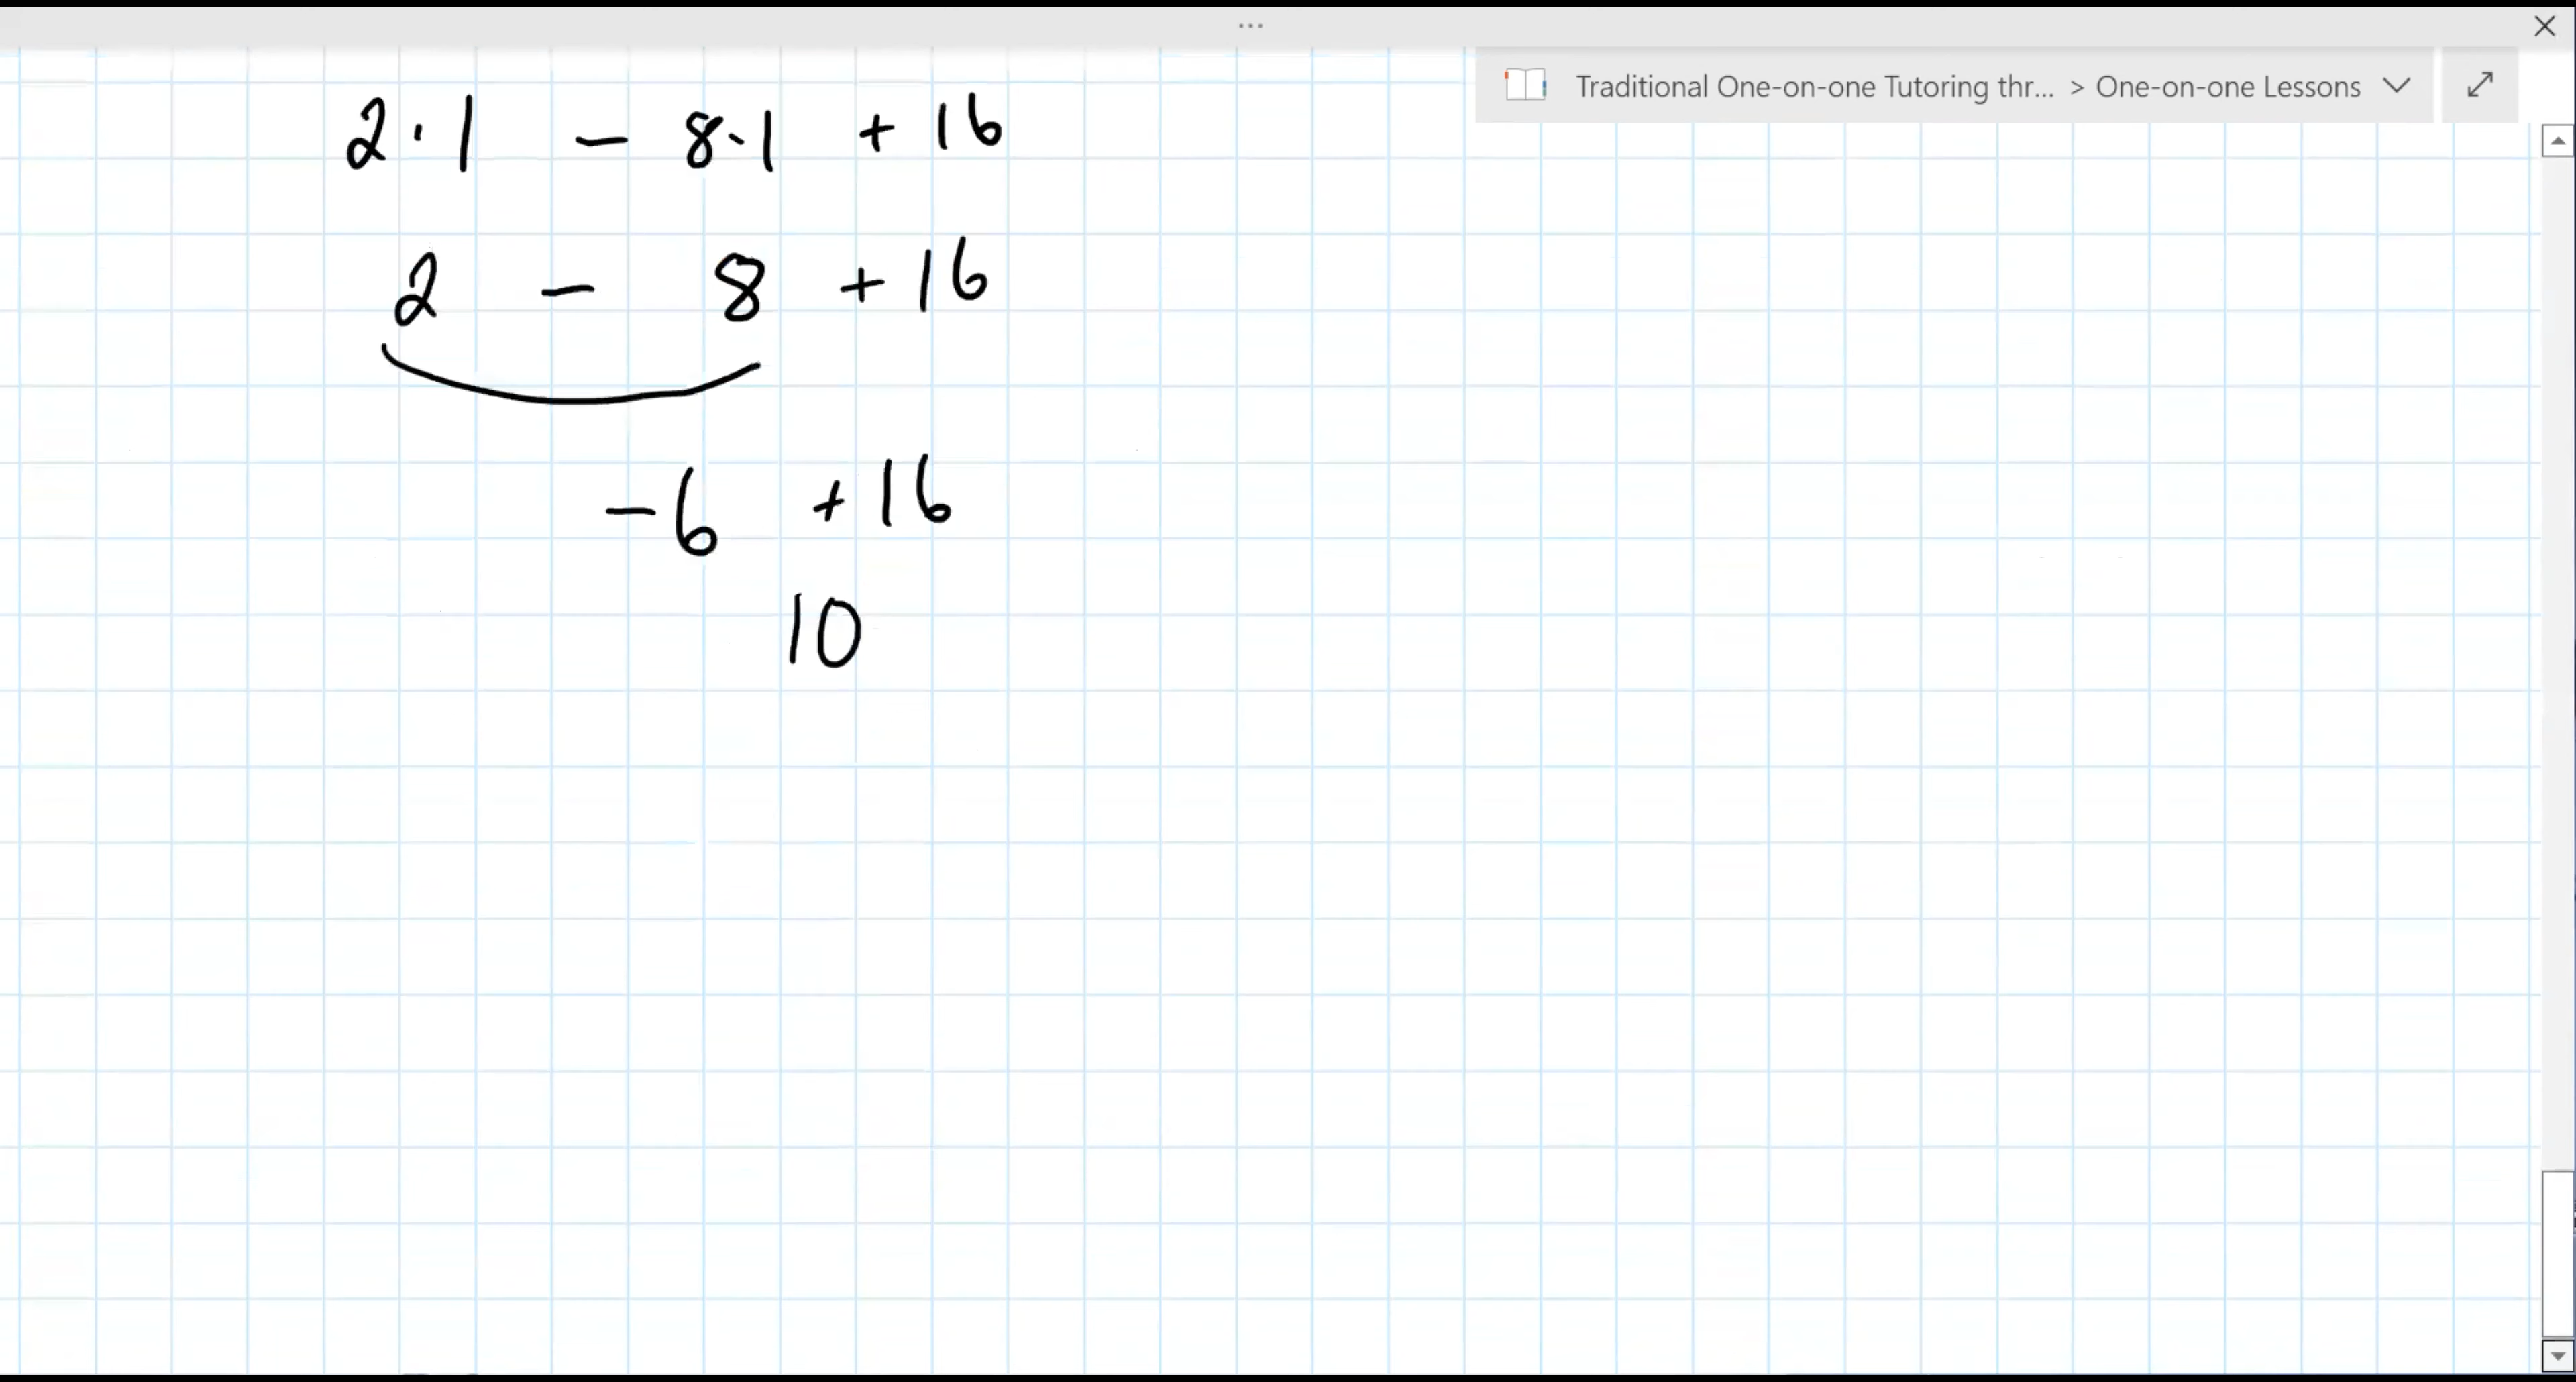 Traditional One-on-one Tutoring thr... > One-on-one Lessons
2·1 - 8·1 + 16
2 - 8 + 16
-6 + 16
10